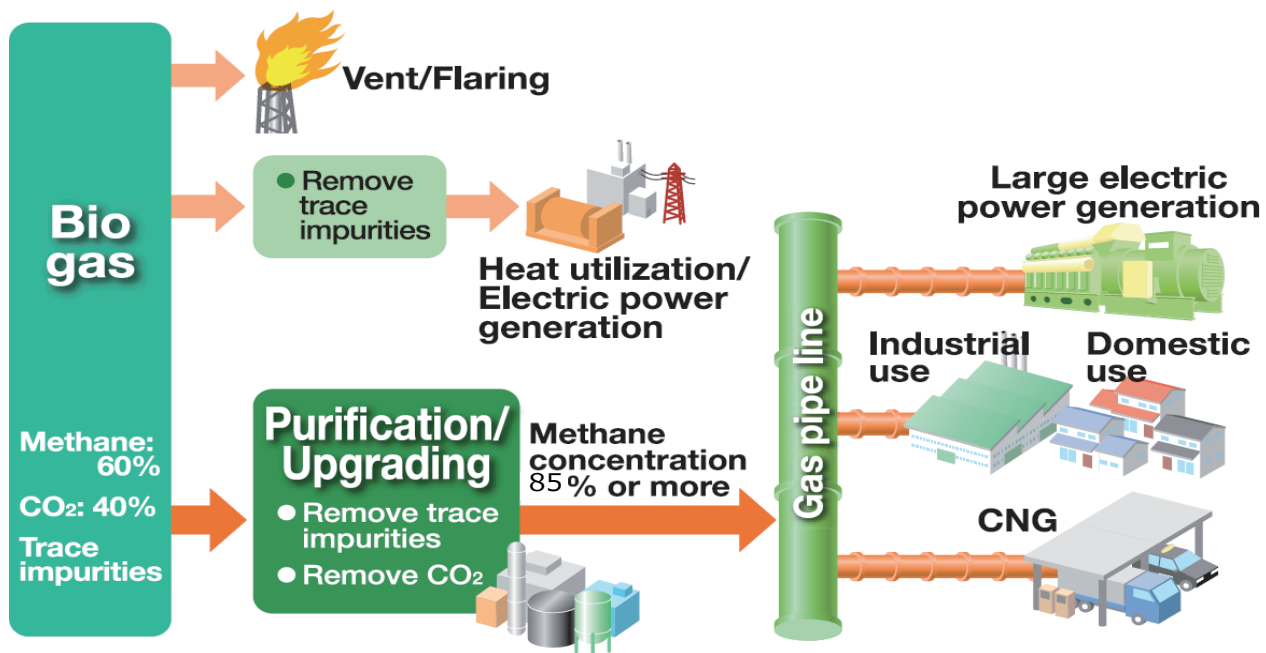 Bio
gas
Methane:
60%
CO₂: 40%
Trace
impurities
Vent/Flaring
● Remove
trace
impurities
Heat utilization/
Electric power
generation
Purification/
Upgrading
● Remove trace
impurities
● Remove CO₂
Methane
concentration
85% or more
Gas pipe line
Large electric
power generation
Industrial
use
Domestic
use
CNG